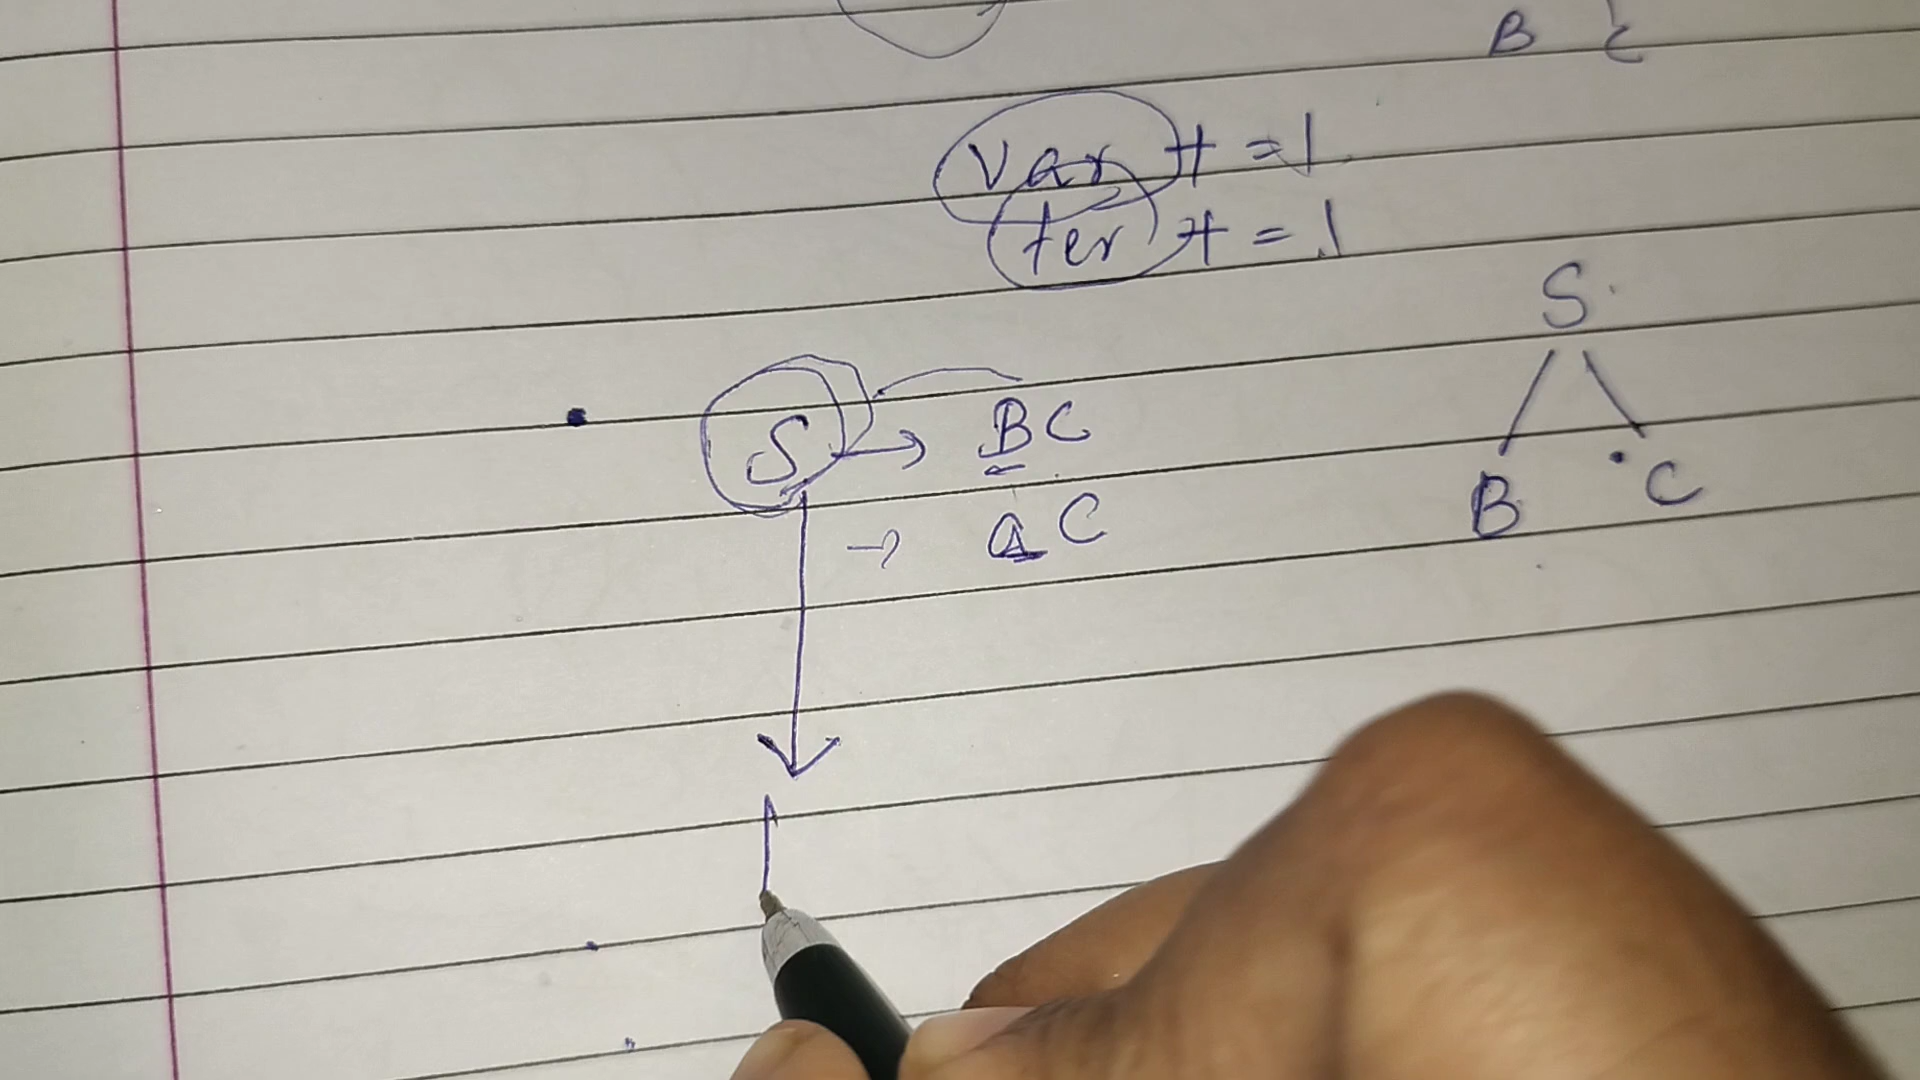 B C
Var += 1
ter += 1
S
S → BC
B C
→ aC